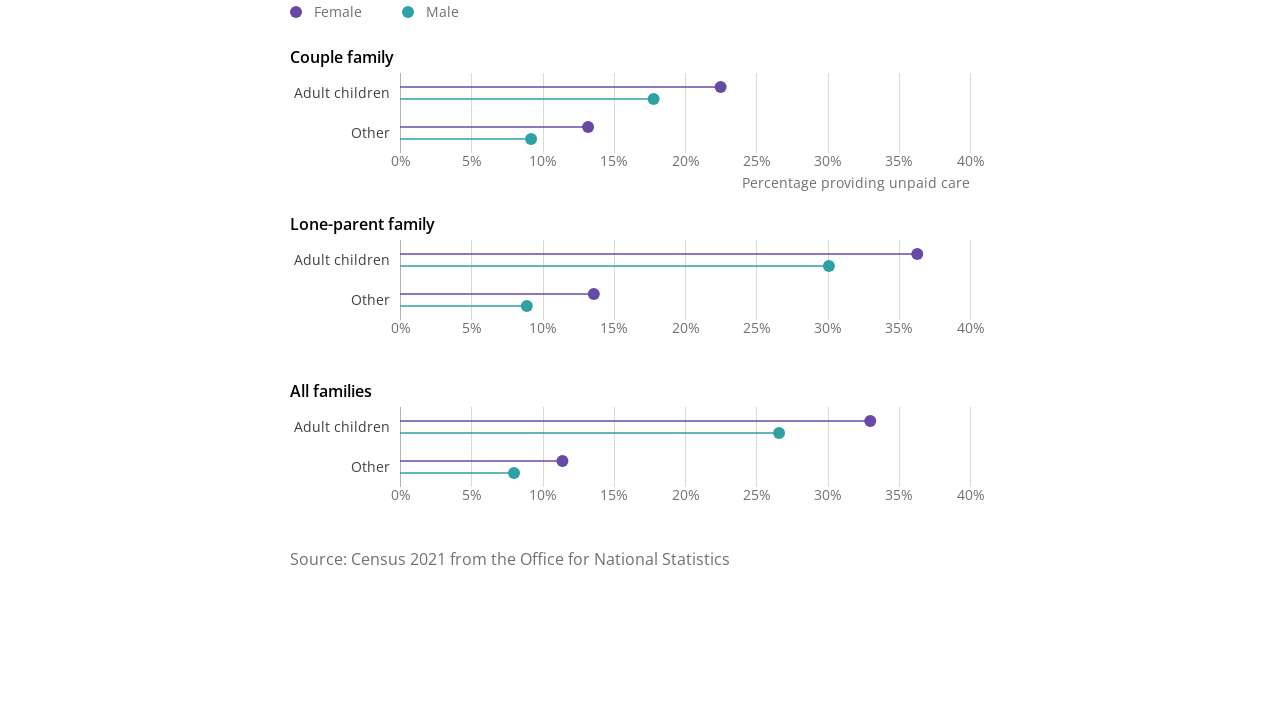 Female Male
Couple family
Adult children
Other
0% 5% 10% 15% 20% 25% 30% 35% 40%
Percentage providing unpaid care
Lone-parent family
Adult children
Other
0% 5% 10% 15% 20% 25% 30% 35% 40%
All families
Adult children
Other
0% 5% 10% 15% 20% 25% 30% 35% 40%
Source: Census 2021 from the Office for National Statistics